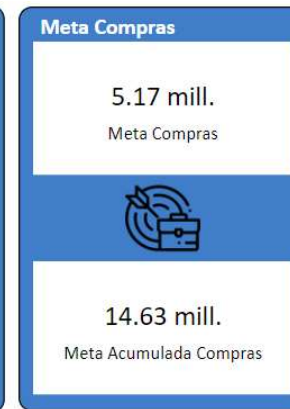 Meta Compras
5.17 mill.
Meta Compras
14.63 mill.
Meta Acumulada Compras